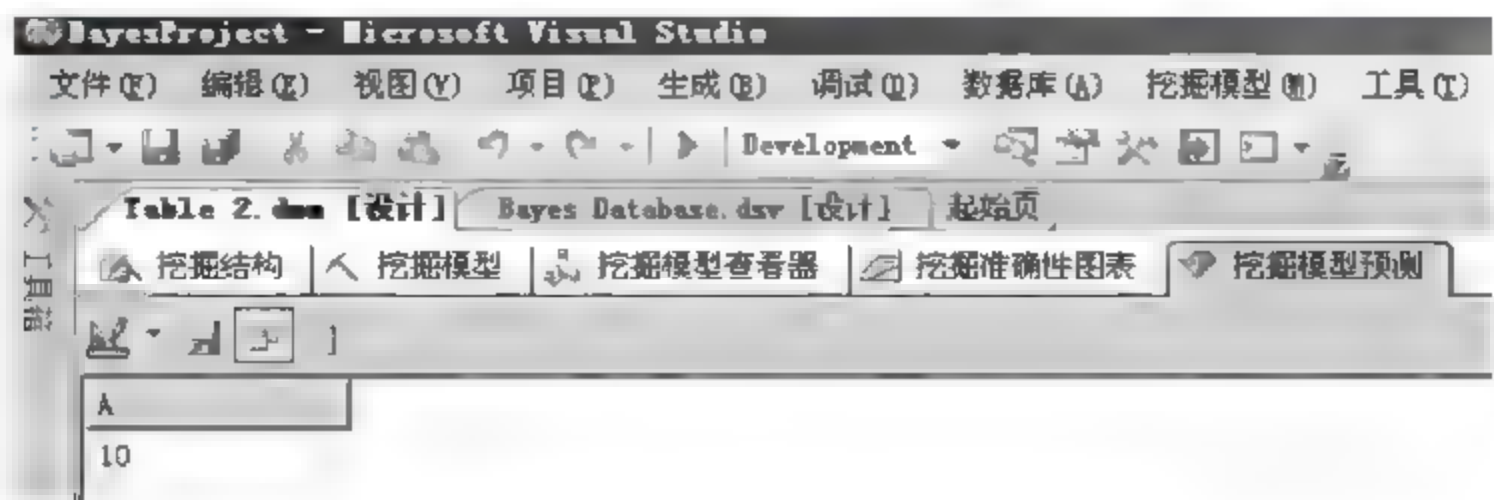 BayesProject - Microsoft Visual Studio
文件(F) 编辑(E) 视图(V) 项目(P) 生成(B) 调试(D) 数据库(A) 挖掘模型(M) 工具(T)
Development
Table 2.dmm [设计] Bayes Database.dsv [设计] 起始页
挖掘结构 挖掘模型 挖掘模型查看器 挖掘准确性图表 挖掘模型预测
工具箱
A
10